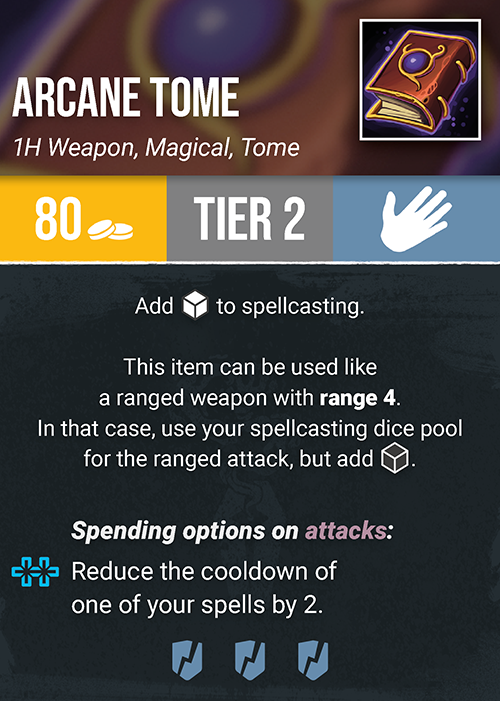 ARCANE TOME
1H Weapon, Magical, Tome
80
TIER 2
Add to spellcasting.
This item can be used like
a ranged weapon with range 4.
In that case, use your spellcasting dice pool
for the ranged attack, but add .
Spending options on attacks:
Reduce the cooldown of
one of your spells by 2.